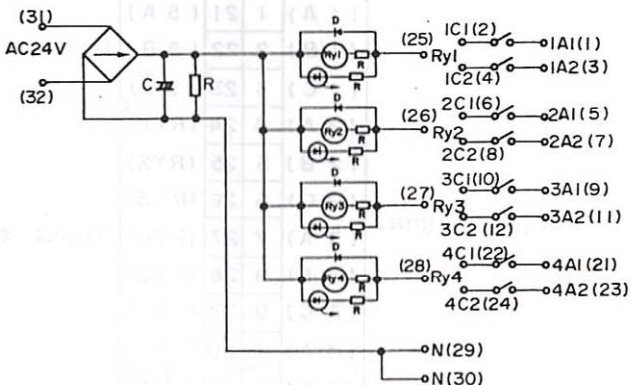 (31)
AC24V
(32)
C
R
D
Ry1
R
R
(25)
Ry1
1C1(2)
1A1(1)
1C2(4)
1A2(3)
D
Ry2
R
R
(26)
Ry2
2C1(6)
2A1(5)
2C2(8)
2A2(7)
D
Ry3
R
R
(27)
Ry3
3C1(10)
3A1(9)
3C2(12)
3A2(11)
D
Ry4
R
R
(28)
Ry4
4C1(22)
4A1(21)
4C2(24)
4A2(23)
N(29)
N(30)